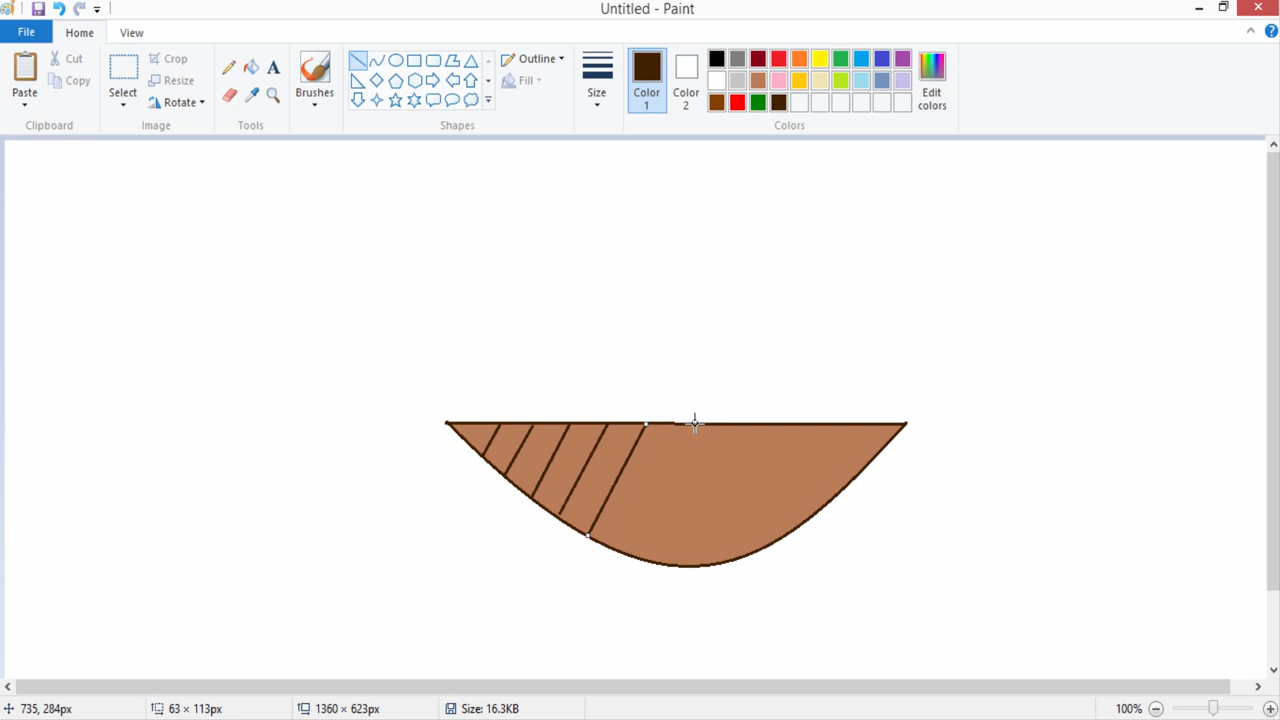 Untitled - Paint
File
Home
View
Paste
Cut
Copy
Clipboard
Select
Crop
Resize
Rotate
Image
A
Tools
Brushes
Outline
Fill
Shapes
Size
Color
1
Color
2
Edit
colors
Colors
735, 284px
63 × 113px
1360 × 623px
Size: 16.3KB
100%